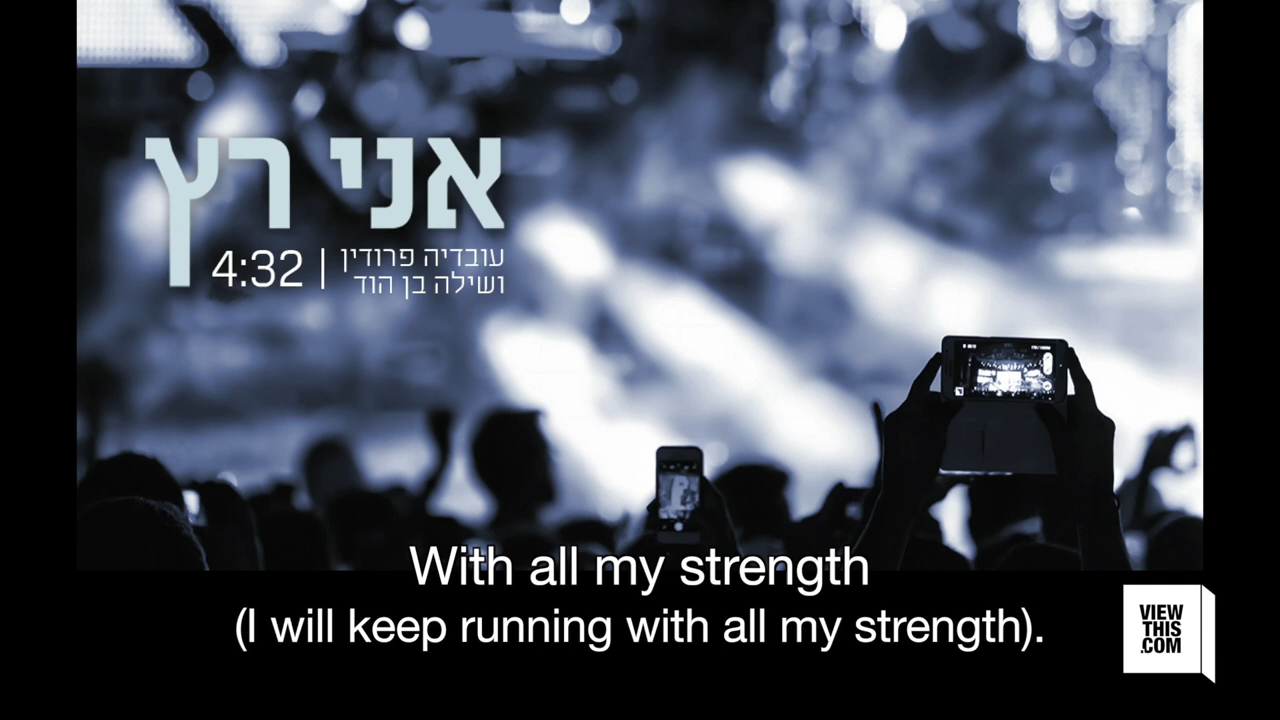 אני רץ
עובדיה פרודין | 4:32
ושילה בן הוד
With all my strength
(I will keep running with all my strength).
VIEW
THIS
.COM